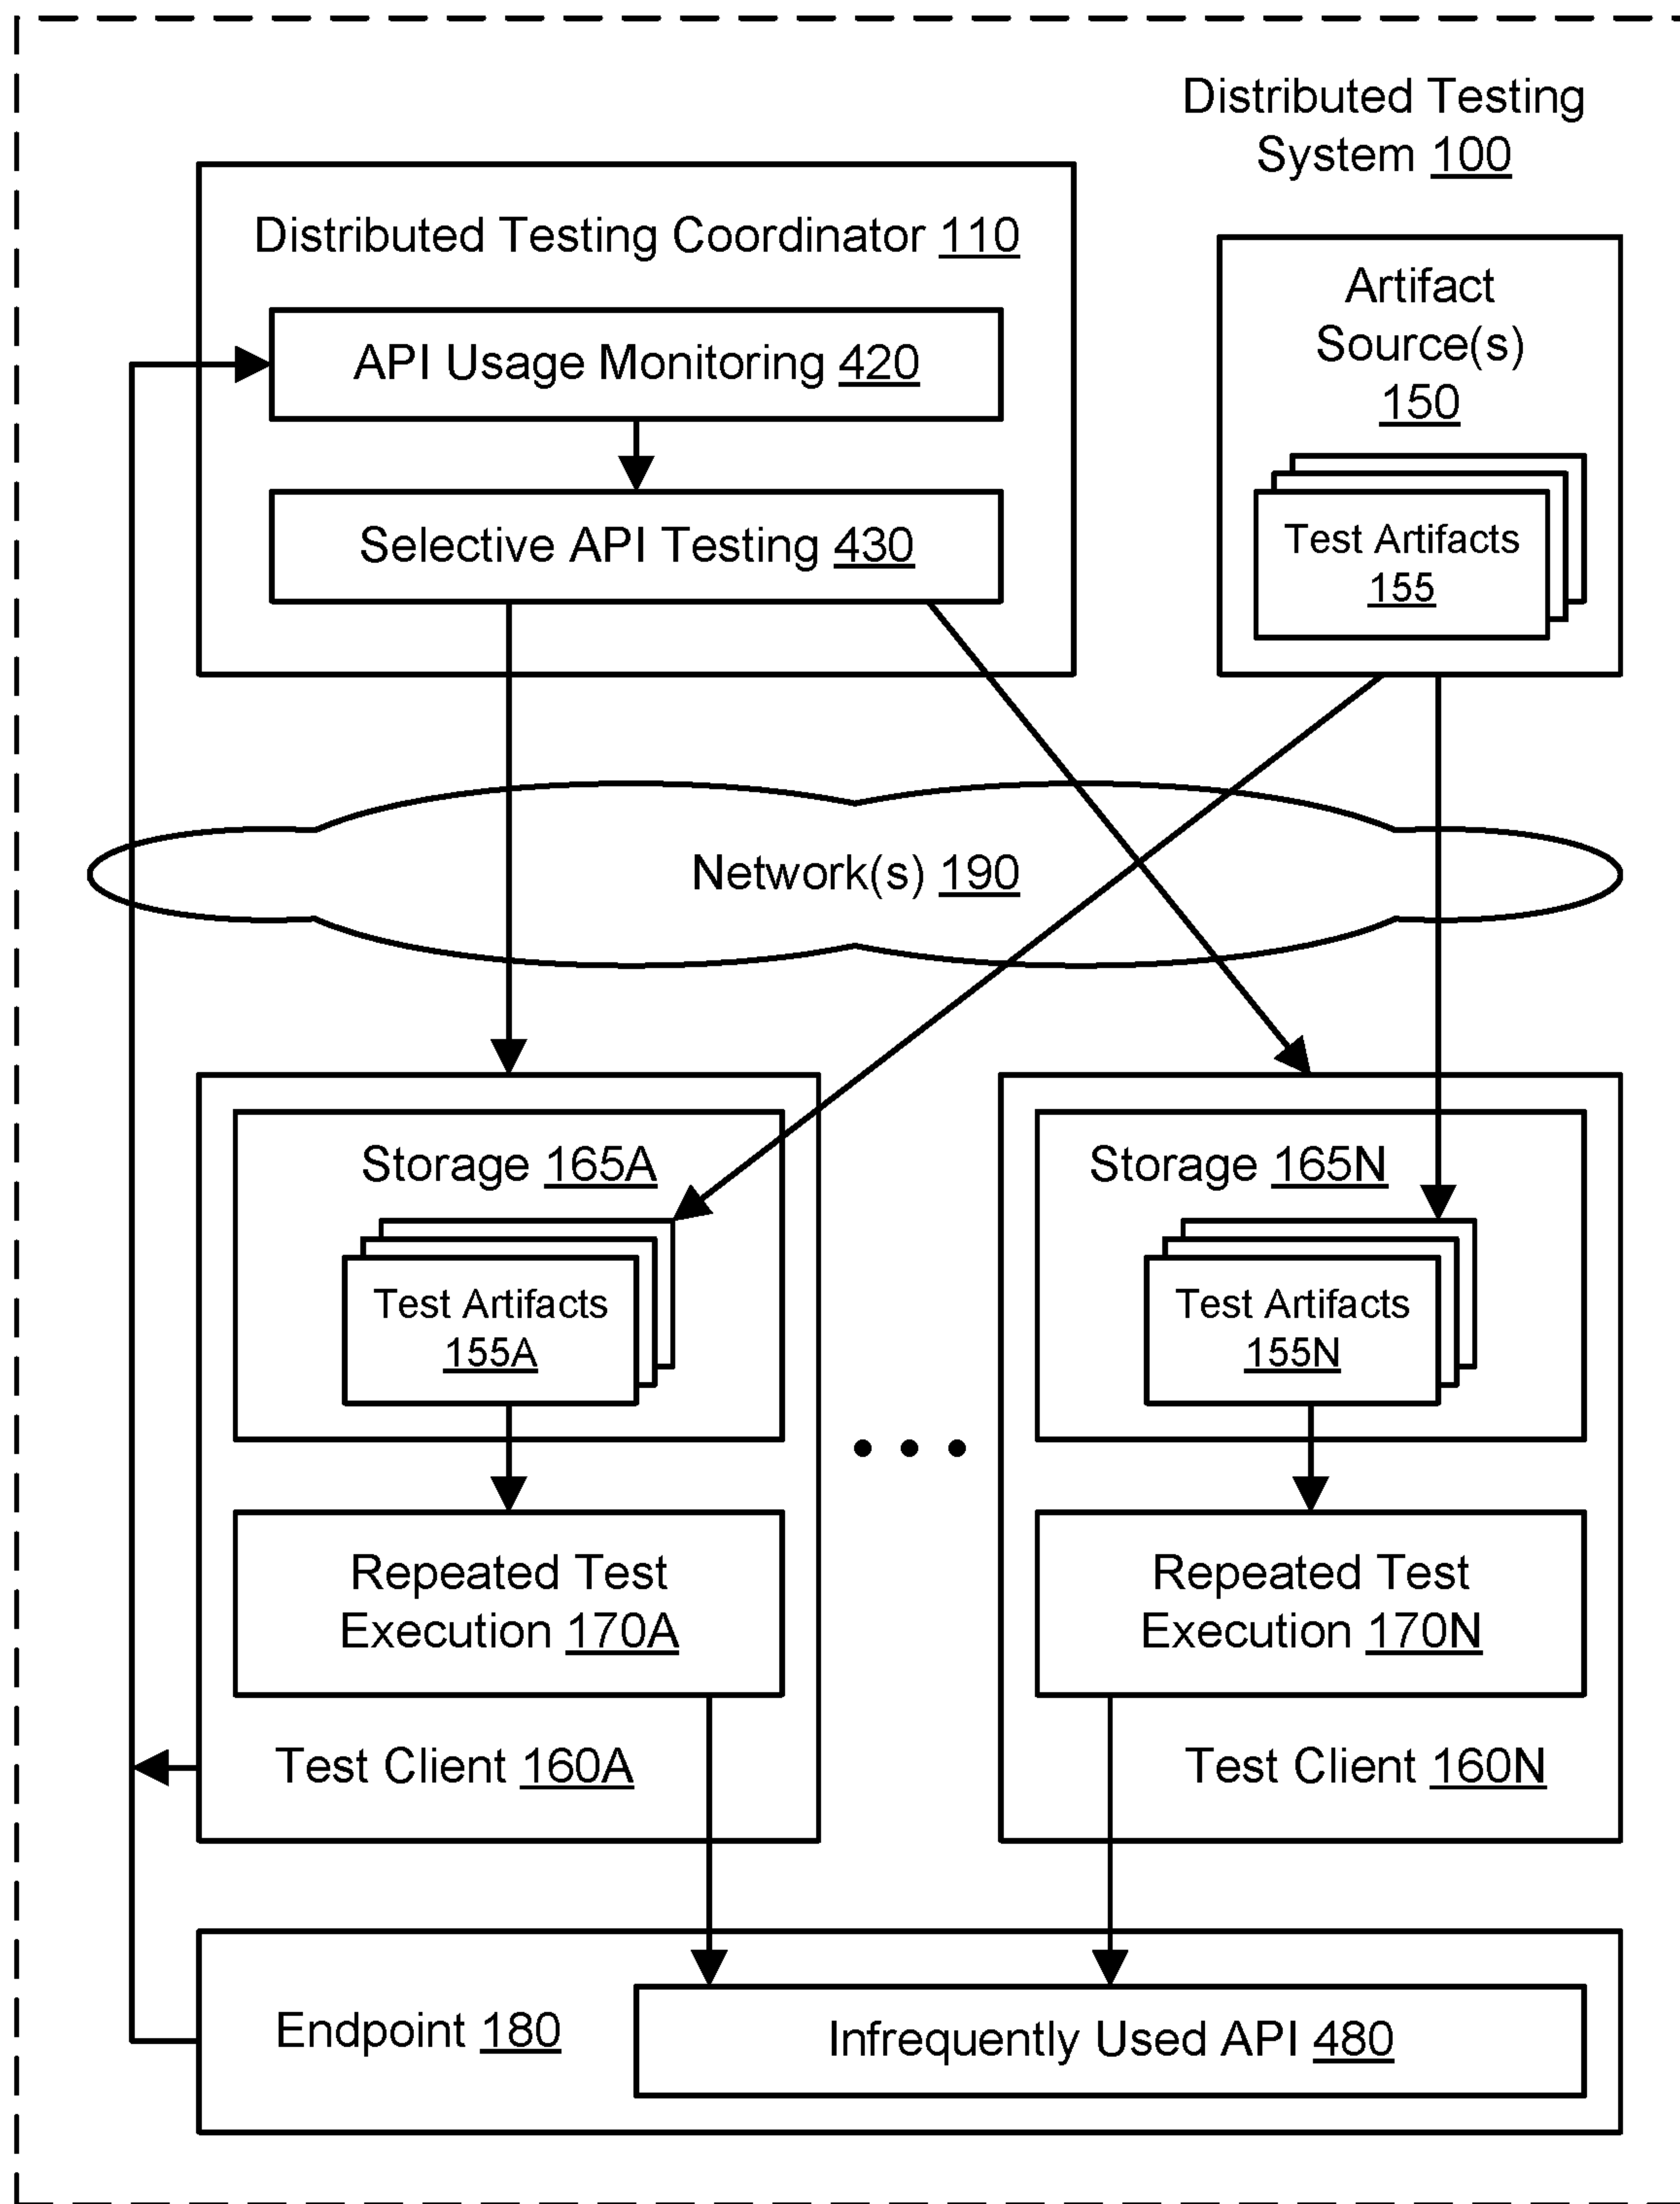 Distributed Testing
System 100
Distributed Testing Coordinator 110
API Usage Monitoring 420
Selective API Testing 430
Artifact
Source(s)
150
Test Artifacts
155
Network(s) 190
Storage 165A
Test Artifacts
155A
Repeated Test
Execution 170A
Test Client 160A
Storage 165N
Test Artifacts
155N
Repeated Test
Execution 170N
Test Client 160N
Endpoint 180
Infrequently Used API 480